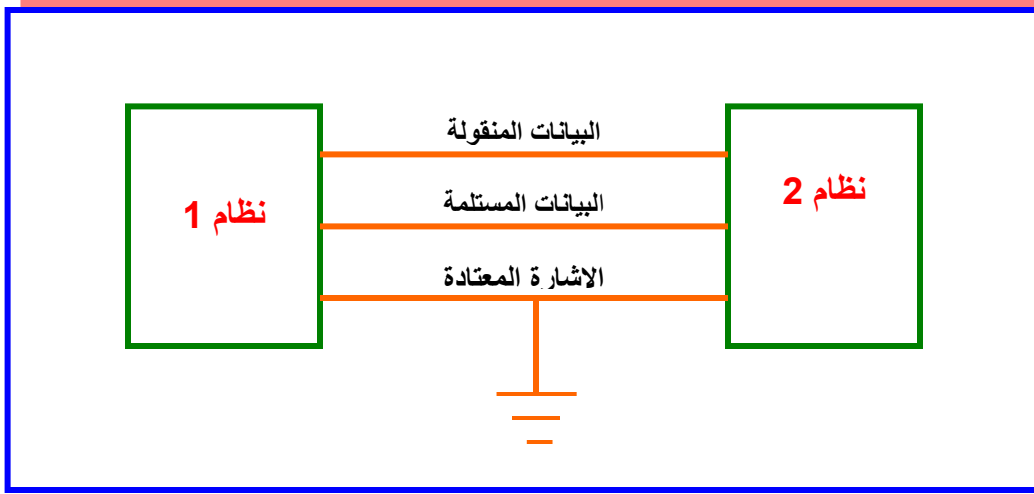 البيانات المنقولة
نظام 2
البيانات المستلمة
نظام 1
الاشارة المعتادة